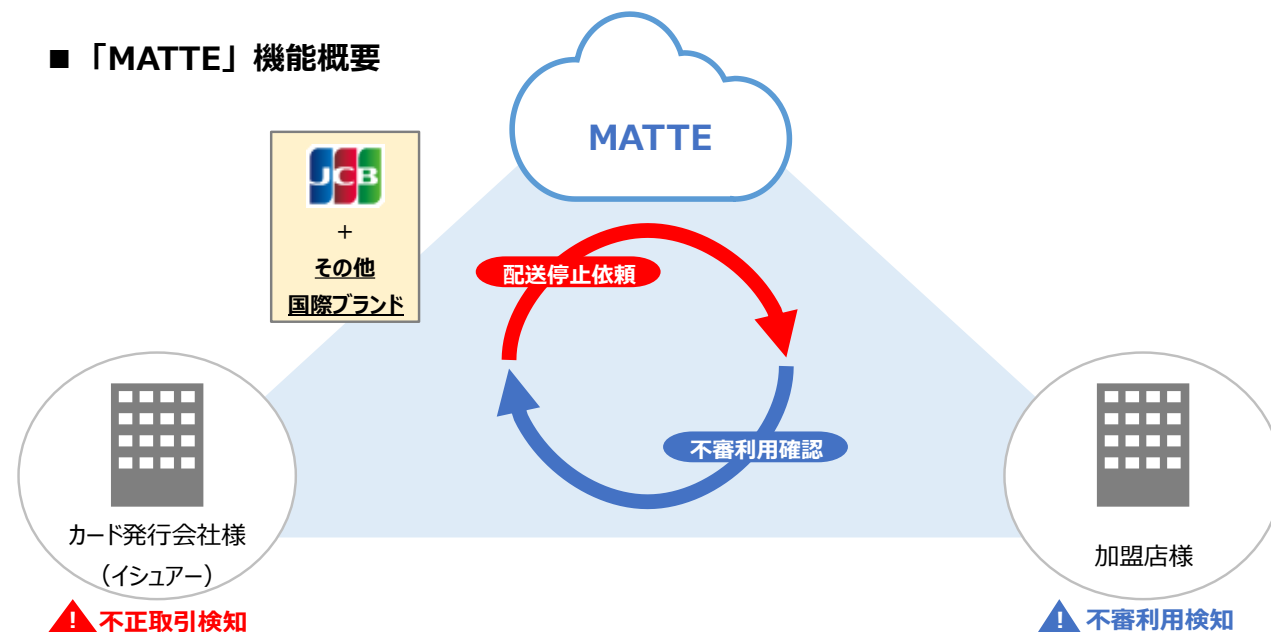 ■ 「MATTE」機能概要
MATTE
JCB
+
その他
国際ブランド
配送停止依頼
不審利用確認
カード発行会社様
（イシュアー）
! 不正取引検知
加盟店様
! 不審利用検知